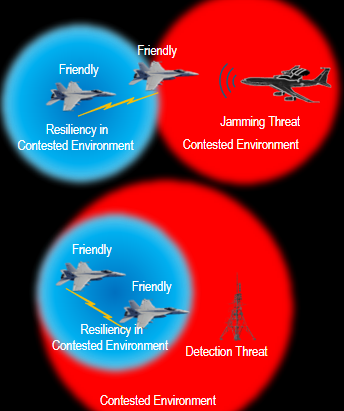 Friendly
Friendly
Resiliency in
Contested Environment
Jamming Threat
Contested Environment
Friendly
Friendly
Resiliency in
Contested Environment
Detection Threat
Contested Environment